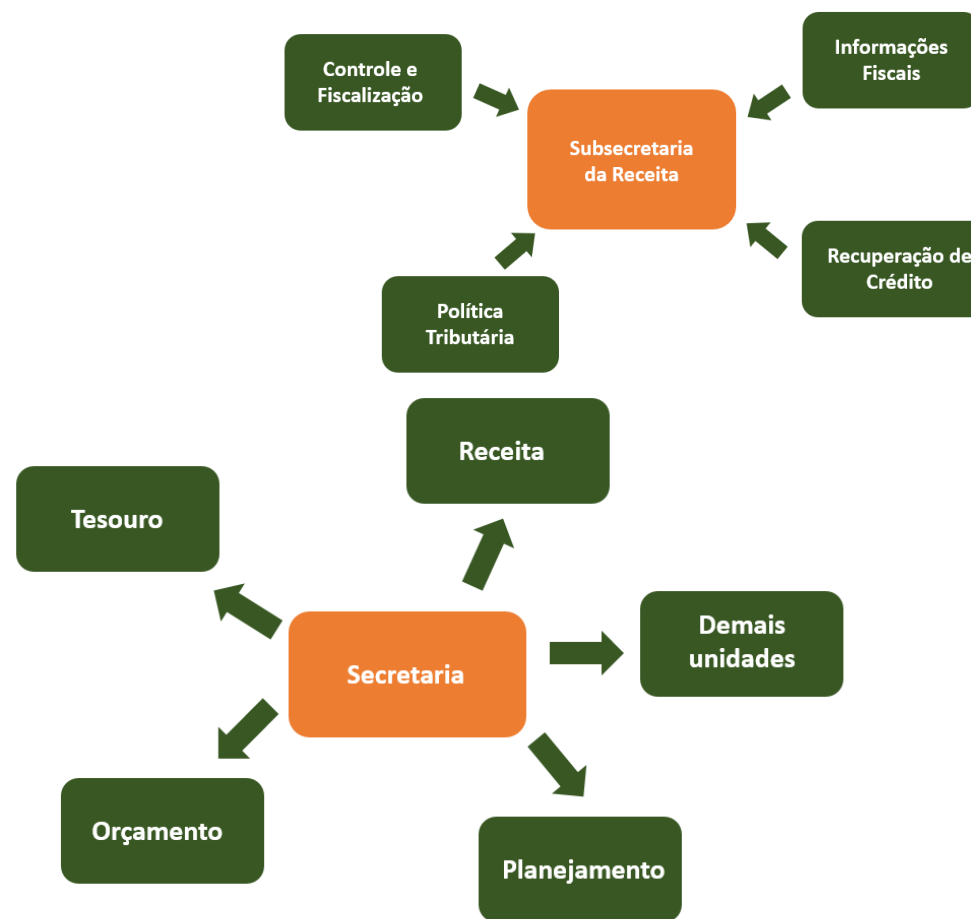 Controle e
Fiscalização
Informações
Fiscais
Subsecretaria
da Receita
Recuperação de
Crédito
Política
Tributária
Receita
Tesouro
Demais
unidades
Secretaria
Orçamento
Planejamento